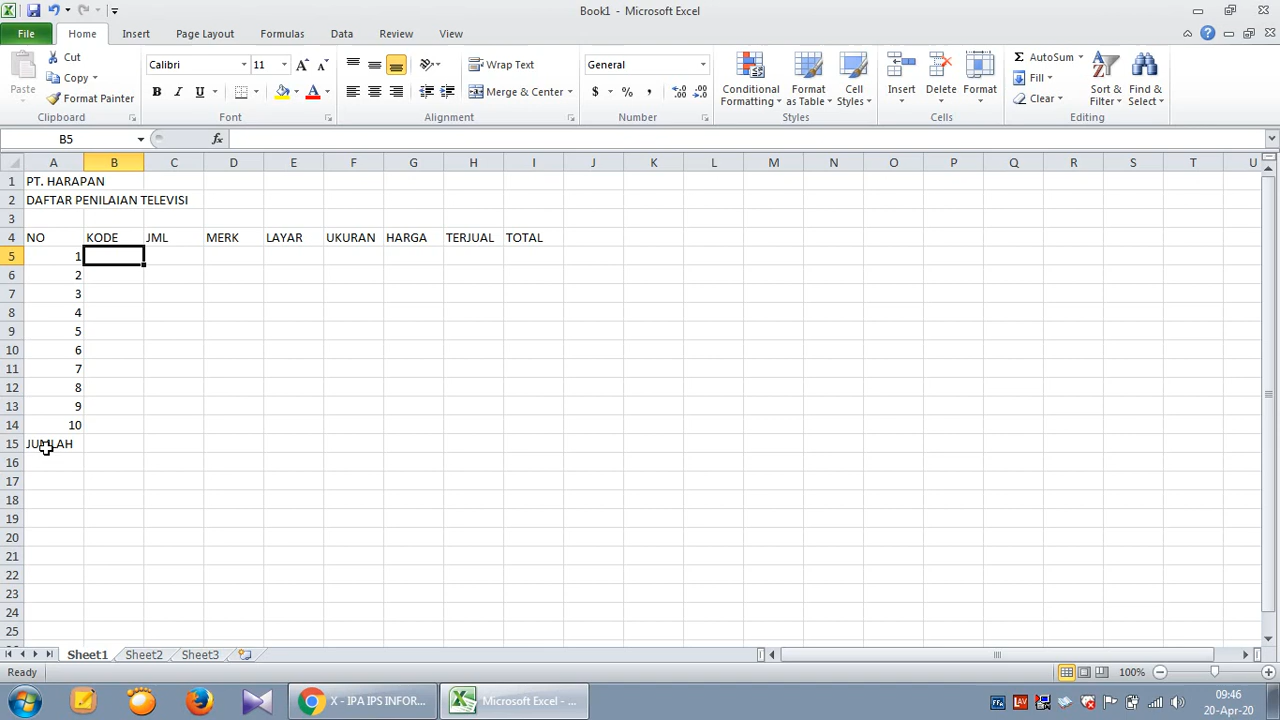 Book1 - Microsoft Excel
File Home Insert Page Layout Formulas Data Review View
Paste
Cut
Copy
Format Painter
Clipboard
Calibri 11
B I U
Font
Wrap Text
Merge & Center
Alignment
General
$ % ,
Number
Conditional Formatting
Format as Table
Cell Styles
Styles
Insert
Delete
Format
Cells
Σ AutoSum
Fill
Clear
Sort & Filter
Find & Select
Editing
B5 fx
A B C D E F G H I J K L M N O P Q R S T U
1 PT. HARAPAN
2 DAFTAR PENILAIAN TELEVISI
3
4 NO KODE JML MERK LAYAR UKURAN HARGA TERJUAL TOTAL
5 1
6 2
7 3
8 4
9 5
10 6
11 7
12 8
13 9
14 10
15 JUMLAH
16
17
18
19
20
21
22
23
24
25
Sheet1 Sheet2 Sheet3
Ready 100%
X - IPA IPS INFOR...
Microsoft Excel - ...
09:46
20-Apr-20